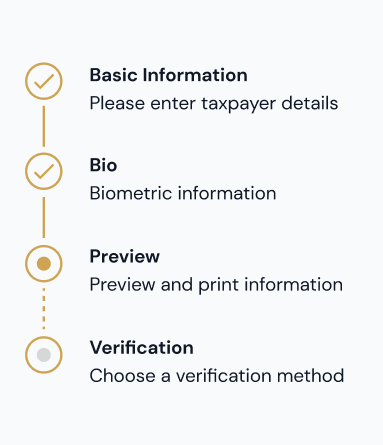 Basic Information
Please enter taxpayer details
Bio
Biometric information
Preview
Preview and print information
Verification
Choose a verification method